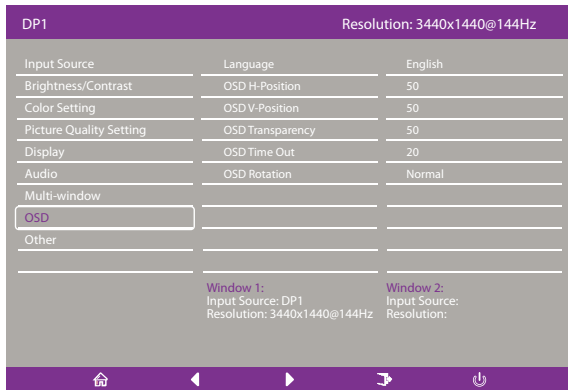 DP1 Resolution: 3440x1440@144Hz
Input Source Language English
Brightness/Contrast OSD H-Position 50
Color Setting OSD V-Position 50
Picture Quality Setting OSD Transparency 50
Display OSD Time Out 20
Audio OSD Rotation Normal
Multi-window
OSD
Other
Window 1: Window 2:
Input Source: DP1 Input Source:
Resolution: 3440x1440@144Hz Resolution: